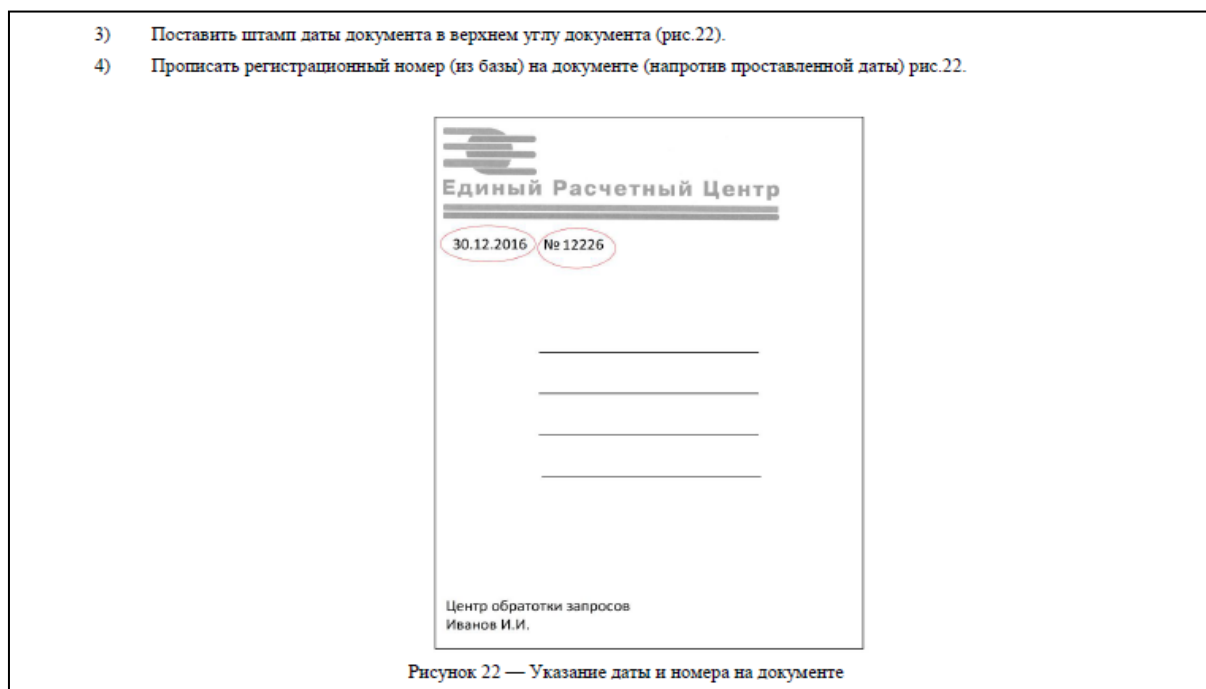 3) Поставить штамп даты документа в верхнем углу документа (рис.22).
4) Прописать регистрационный номер (из базы) на документе (напротив проставленной даты) рис.22.
Единый Расчетный Центр
30.12.2016 № 12226
Центр обратотки запросов
Иванов И.И.
Рисунок 22 — Указание даты и номера на документе